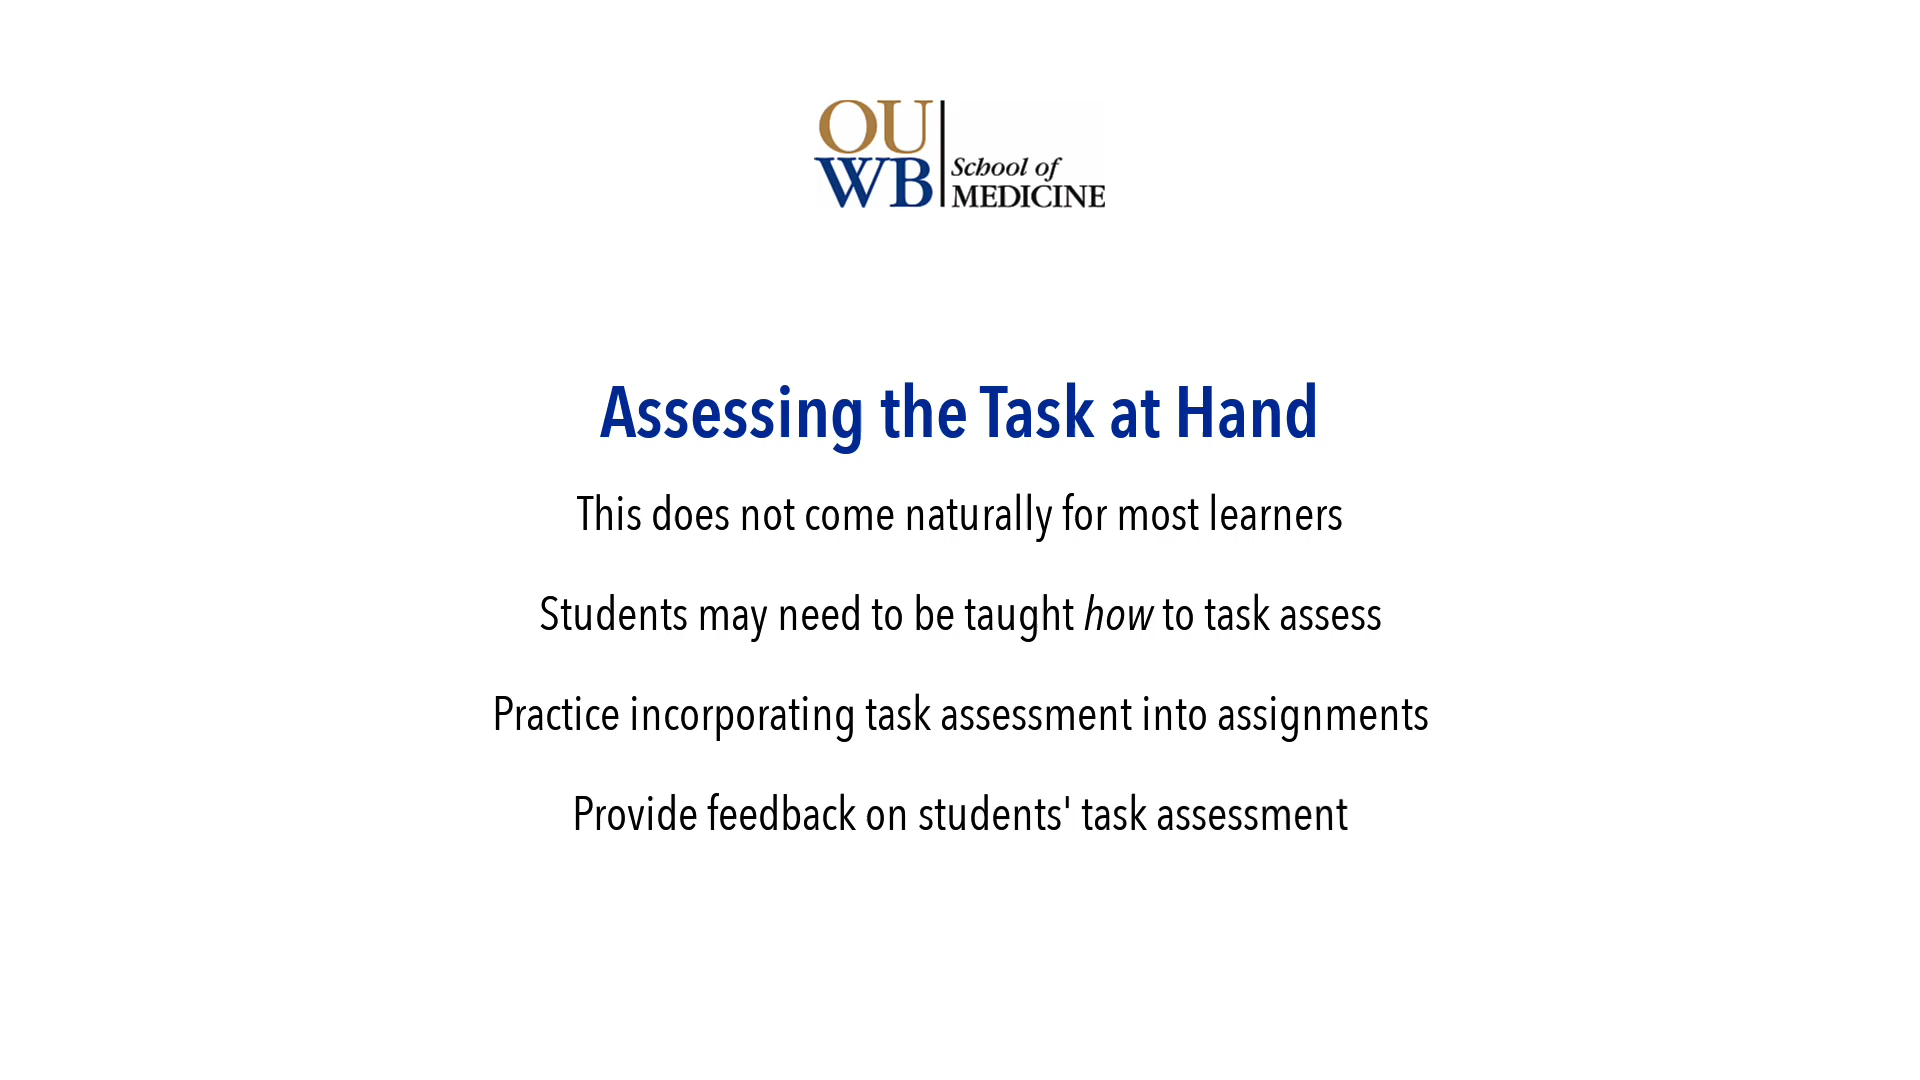 OU
WB
School of
MEDICINE
Assessing the Task at Hand
This does not come naturally for most learners
Students may need to be taught how to task assess
Practice incorporating task assessment into assignments
Provide feedback on students' task assessment